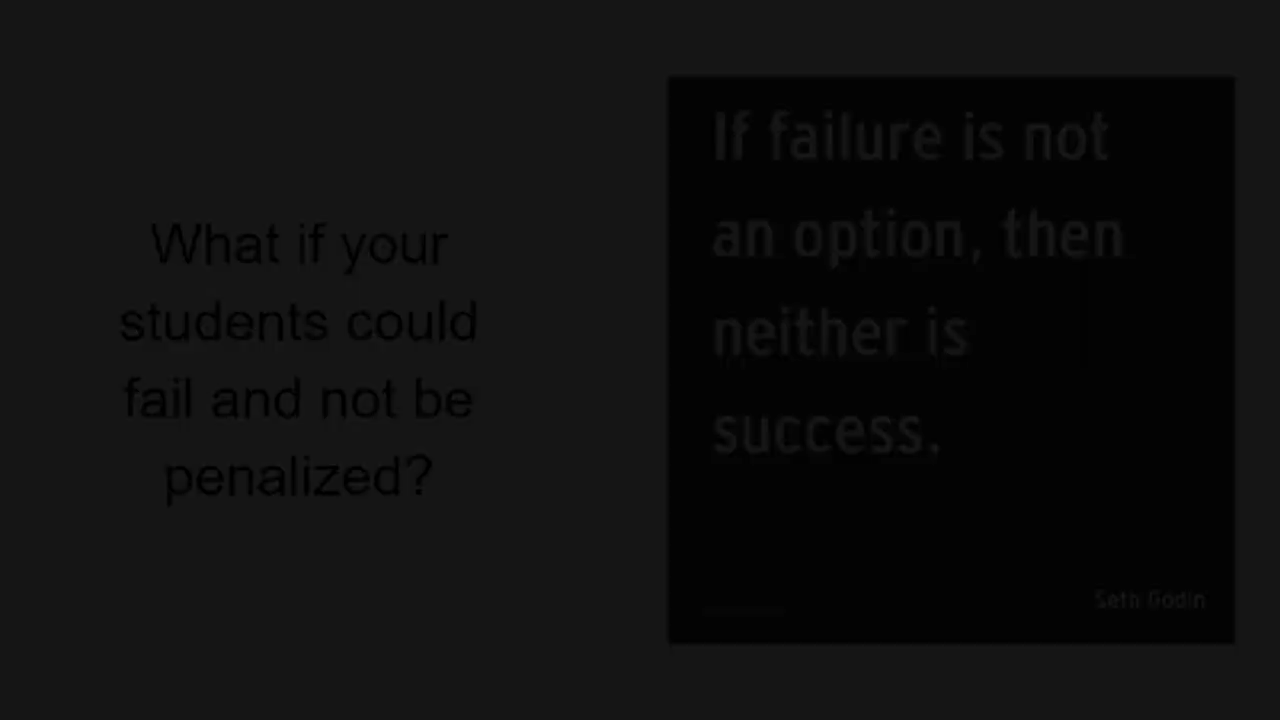 What if your
students could
fail and not be
penalized?
If failure is not
an option, then
neither is
success.
Seth Godin